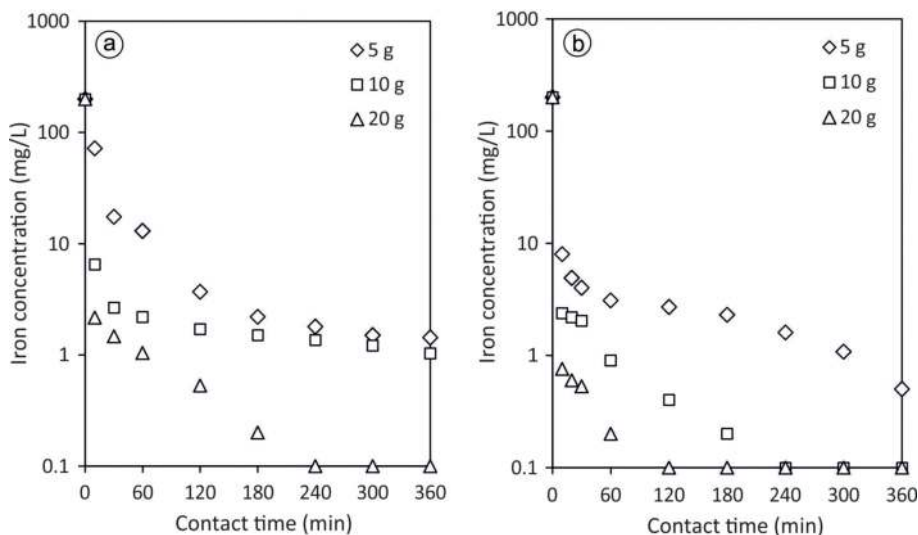 a
1000
100
10
1
0.1
Iron concentration (mg/L)
5 g
10 g
20 g
0 60 120 180 240 300 360
Contact time (min)
b
1000
100
10
1
0.1
Iron concentration (mg/L)
5 g
10 g
20 g
0 60 120 180 240 300 360
Contact time (min)